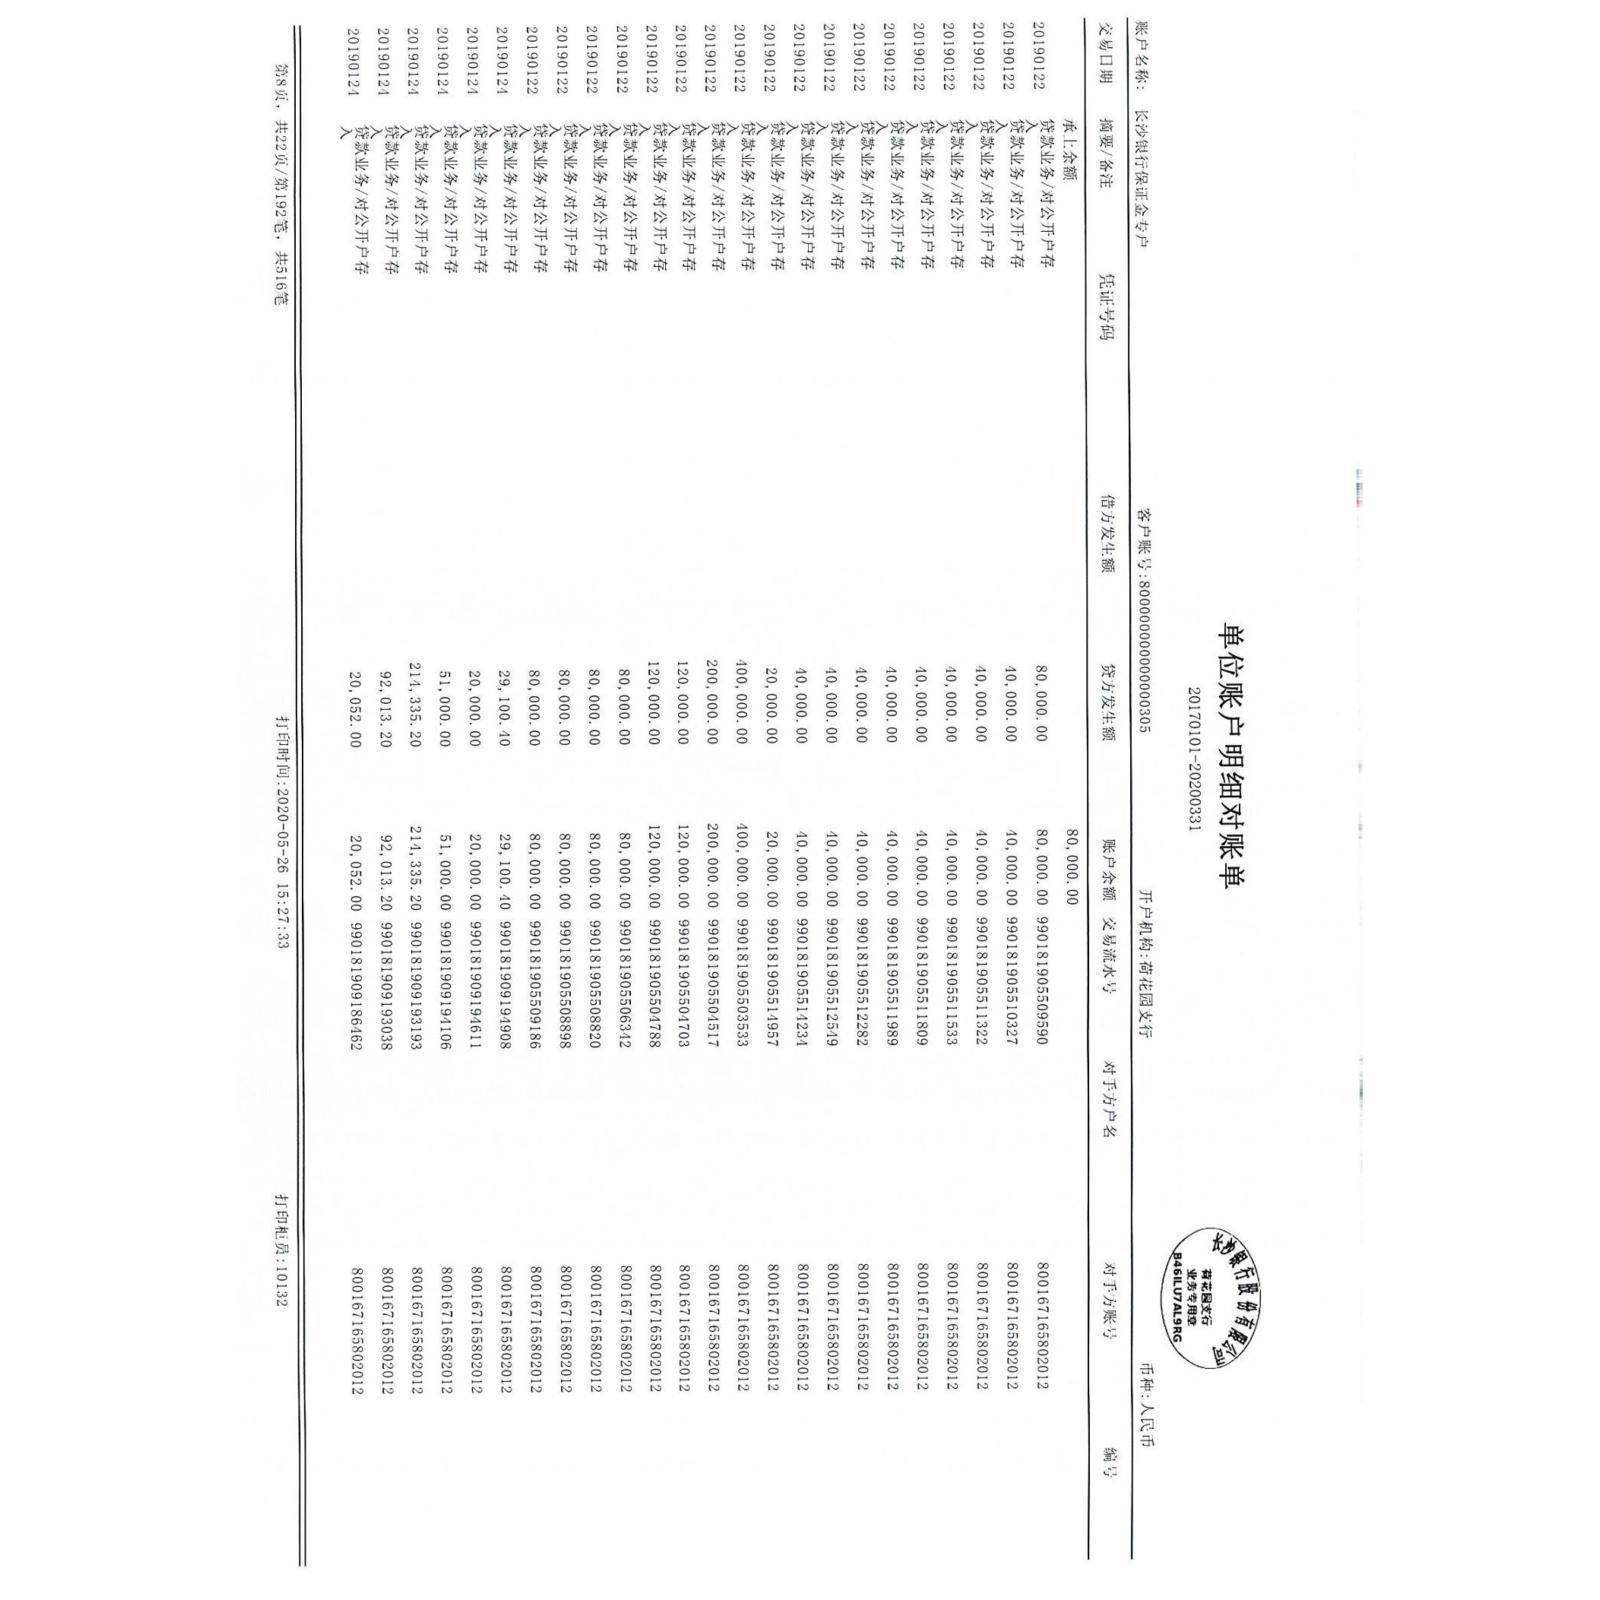 单位账户明细对账单
20170101-20200331
长沙银行股份有限公司
荷花园支行
业务专用章
B46ILU7AL9RG
账户名称: 长沙银行保证金专户 客户账号:800000000000000305 开户机构:荷花园支行 币种:人民币
交易日期 摘要/备注 凭证号码 借方发生额 贷方发生额 账户余额 交易流水号 对手方户名 对手方账号 编号
承上余额 80,000.00
20190122 贷款业务/对公开户存入 80,000.00 80,000.00 9901819055509590 800167165802012
20190122 贷款业务/对公开户存入 40,000.00 40,000.00 9901819055510327 800167165802012
20190122 贷款业务/对公开户存入 40,000.00 40,000.00 9901819055511322 800167165802012
20190122 贷款业务/对公开户存入 40,000.00 40,000.00 9901819055511533 800167165802012
20190122 贷款业务/对公开户存入 40,000.00 40,000.00 9901819055511809 800167165802012
20190122 贷款业务/对公开户存入 40,000.00 40,000.00 9901819055511989 800167165802012
20190122 贷款业务/对公开户存入 40,000.00 40,000.00 9901819055512282 800167165802012
20190122 贷款业务/对公开户存入 40,000.00 40,000.00 9901819055512549 800167165802012
20190122 贷款业务/对公开户存入 40,000.00 40,000.00 9901819055514234 800167165802012
20190122 贷款业务/对公开户存入 20,000.00 20,000.00 9901819055514957 800167165802012
20190122 贷款业务/对公开户存入 400,000.00 400,000.00 9901819055503533 800167165802012
20190122 贷款业务/对公开户存入 200,000.00 200,000.00 9901819055504517 800167165802012
20190122 贷款业务/对公开户存入 120,000.00 120,000.00 9901819055504703 800167165802012
20190122 贷款业务/对公开户存入 120,000.00 120,000.00 9901819055504788 800167165802012
20190122 贷款业务/对公开户存入 80,000.00 80,000.00 9901819055506342 800167165802012
20190122 贷款业务/对公开户存入 80,000.00 80,000.00 9901819055508820 800167165802012
20190122 贷款业务/对公开户存入 80,000.00 80,000.00 9901819055508898 800167165802012
20190122 贷款业务/对公开户存入 80,000.00 80,000.00 9901819055509186 800167165802012
20190124 贷款业务/对公开户存入 29,100.40 29,100.40 9901819091949​08 800167165802012
20190124 贷款业务/对公开户存入 20,000.00 20,000.00 990181909194611 800167165802012
20190124 贷款业务/对公开户存入 51,000.00 51,000.00 990181909194106 800167165802012
20190124 贷款业务/对公开户存入 214,335.20 214,335.20 9901819091​93193 800167165802012
20190124 贷款业务/对公开户存入 92,013.20 92,013.20 9901819091​93038 800167165802012
20190124 贷款业务/对公开户存入 20,052.00 20,052.00 9901819091​86462 800167165802012
第8页, 共22页/第192笔, 共516笔 打印时间:2020-05-26 15:27:33 打印柜员:10132